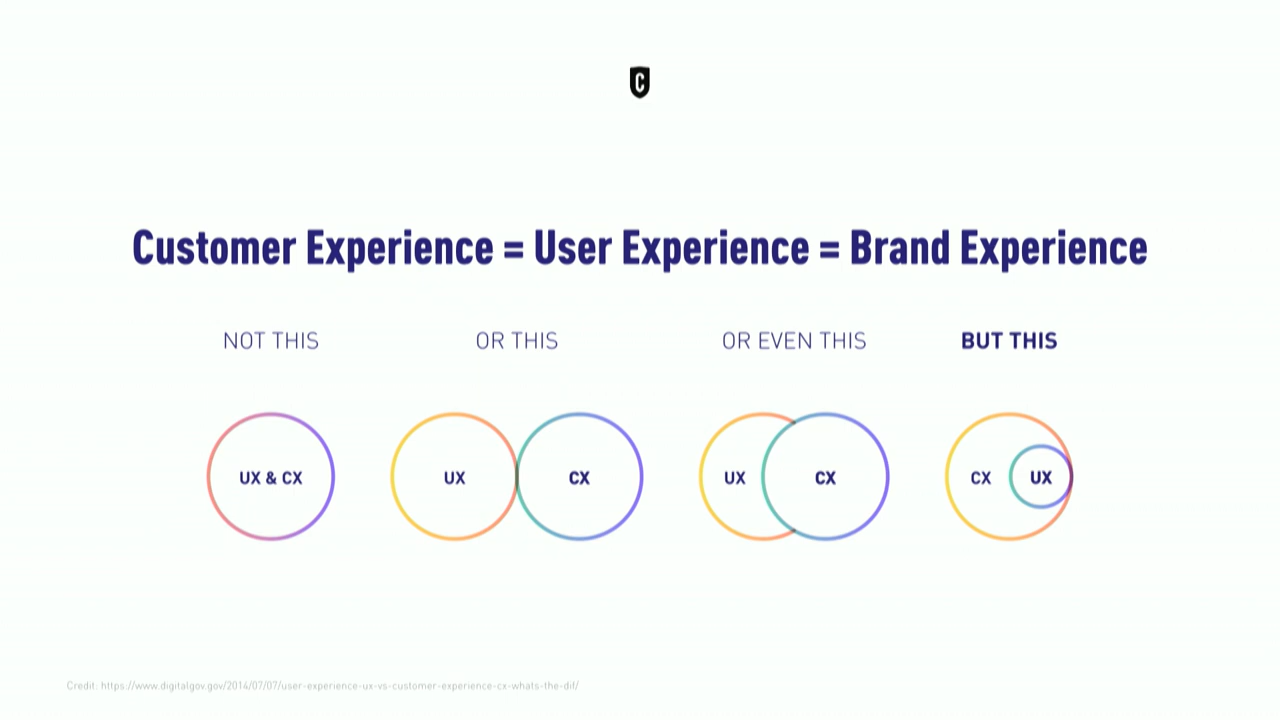 C
Customer Experience = User Experience = Brand Experience
NOT THIS
OR THIS
OR EVEN THIS
BUT THIS
UX & CX
UX
CX
UX
CX
CX
UX
Credit: https://www.digitalgov.gov/2014/07/07/user-experience-ux-vs-customer-experience-cx-whats-the-dif/